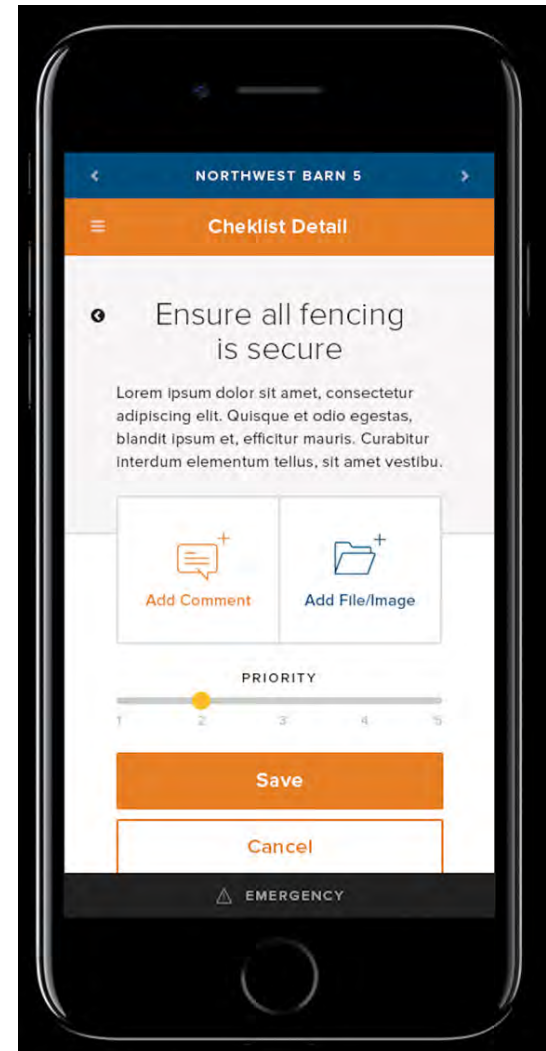 NORTHWEST BARN 5
Cheklist Detail
Ensure all fencing
is secure
Lorem ipsum dolor sit amet, consectetur
adipiscing elit. Quisque et odio egestas,
blandit ipsum et, efficitur mauris. Curabitur
interdum elementum tellus, sit amet vestibu.
Add Comment
Add File/Image
PRIORITY
1 2 3 4 5
Save
Cancel
EMERGENCY